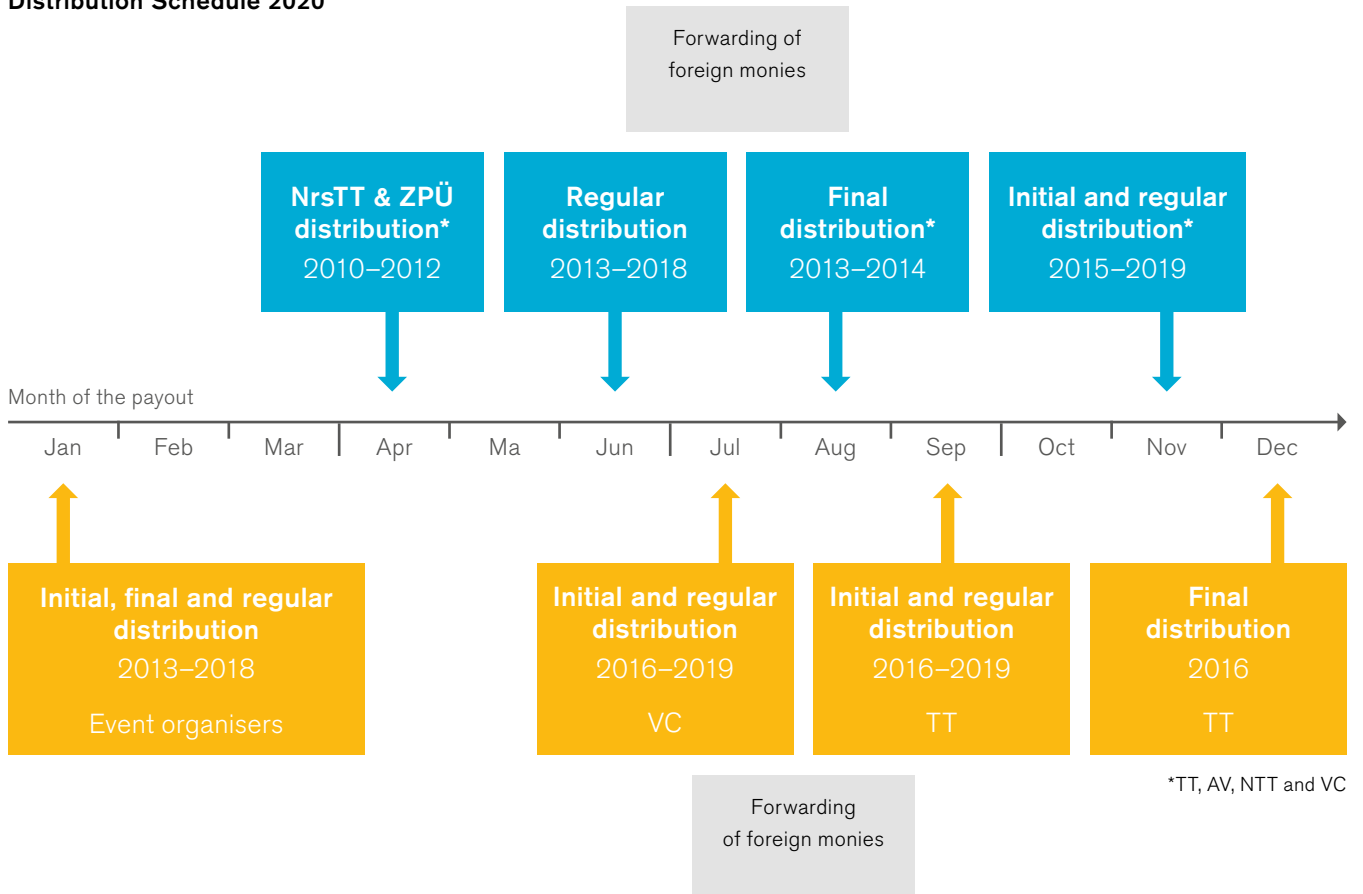 Distribution Schedule 2020
Forwarding of
foreign monies
NrsTT & ZPÜ
distribution*
2010–2012
Regular
distribution
2013–2018
Final
distribution*
2013–2014
Initial and regular
distribution*
2015–2019
Month of the payout
Jan Feb Mar Apr Ma Jun Jul Aug Sep Oct Nov Dec
Initial, final and regular
distribution
2013–2018
Event organisers
Initial and regular
distribution
2016–2019
VC
Initial and regular
distribution
2016–2019
TT
Final
distribution
2016
TT
*TT, AV, NTT and VC
Forwarding
of foreign monies